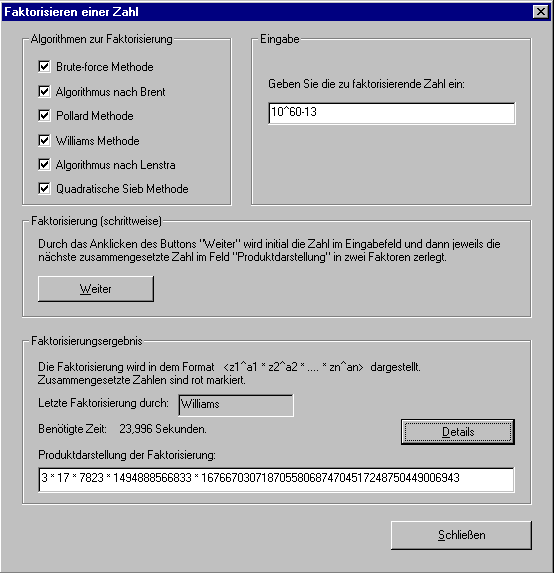 Faktorisieren einer Zahl
Algorithmen zur Faktorisierung
Brute-force Methode
Algorithmus nach Brent
Pollard Methode
Williams Methode
Algorithmus nach Lenstra
Quadratische Sieb Methode
Eingabe
Geben Sie die zu faktorisierende Zahl ein:
10^60-13
Faktorisierung (schrittweise)
Durch das Anklicken des Buttons "Weiter" wird initial die Zahl im Eingabefeld und dann jeweils die
nächste zusammengesetzte Zahl im Feld "Produktdarstellung" in zwei Faktoren zerlegt.
Weiter
Faktorisierungsergebnis
Die Faktorisierung wird in dem Format <z1^a1 * z2^a2 * .... * zn^an> dargestellt.
Zusammengesetzte Zahlen sind rot markiert.
Letzte Faktorisierung durch: Williams
Benötigte Zeit: 23,996 Sekunden.
Details
Produktdarstellung der Faktorisierung:
3 * 17 * 7823 * 1494888566833 * 1676670307187055806874704517248750449006943
Schließen